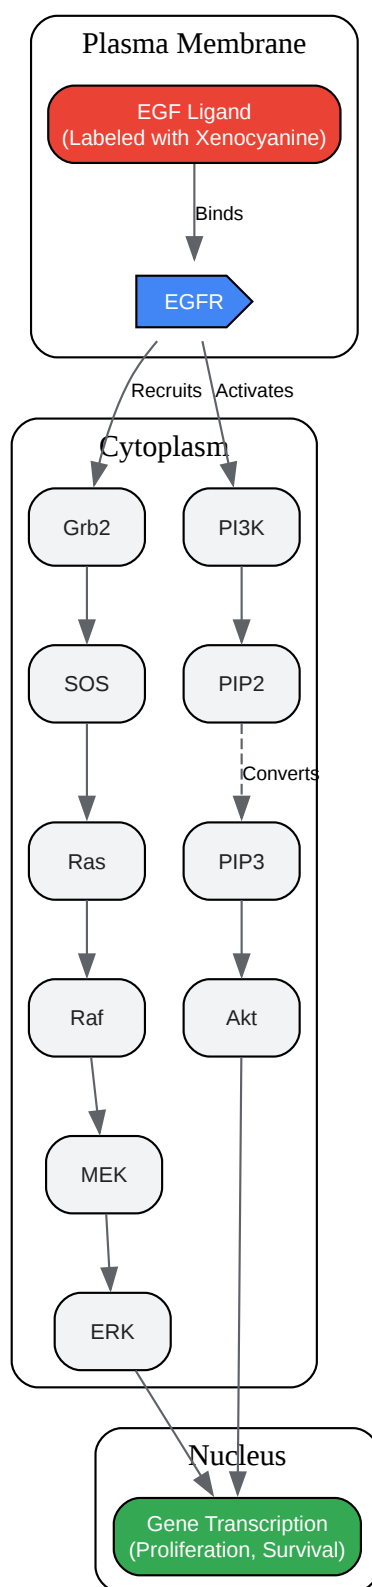 Plasma Membrane
EGF Ligand
(Labeled with Xenocyanine)
Binds
EGFR
Recruits
Activates
Cytoplasm
Grb2
PI3K
SOS
PIP2
Converts
Ras
PIP3
Raf
Akt
MEK
ERK
Nucleus
Gene Transcription
(Proliferation, Survival)